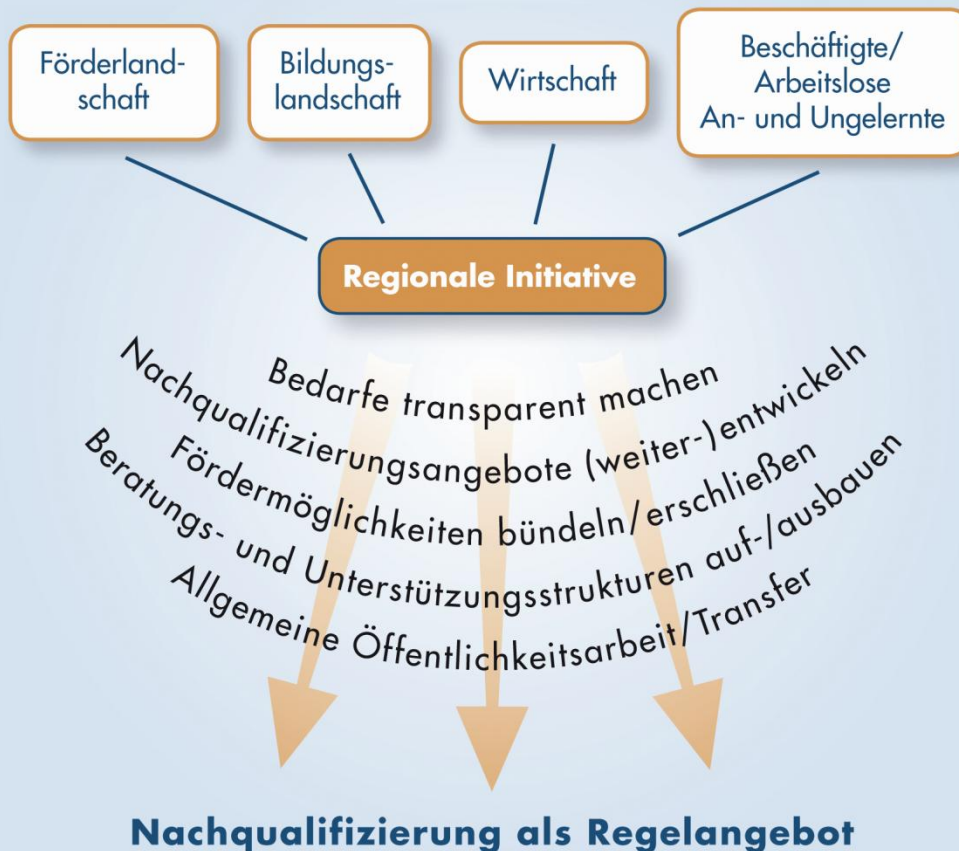 Förderland-
schaft
Bildungs-
landschaft
Wirtschaft
Beschäftigte/
Arbeitslose
An- und Ungelernte
Regionale Initiative
Bedarfe transparent machen
Nachqualifizierungsangebote (weiter-)entwickeln
Fördermöglichkeiten bündeln/erschließen
Beratungs- und Unterstützungsstrukturen auf-/ausbauen
Allgemeine Öffentlichkeitsarbeit/Transfer
Nachqualifizierung als Regelangebot